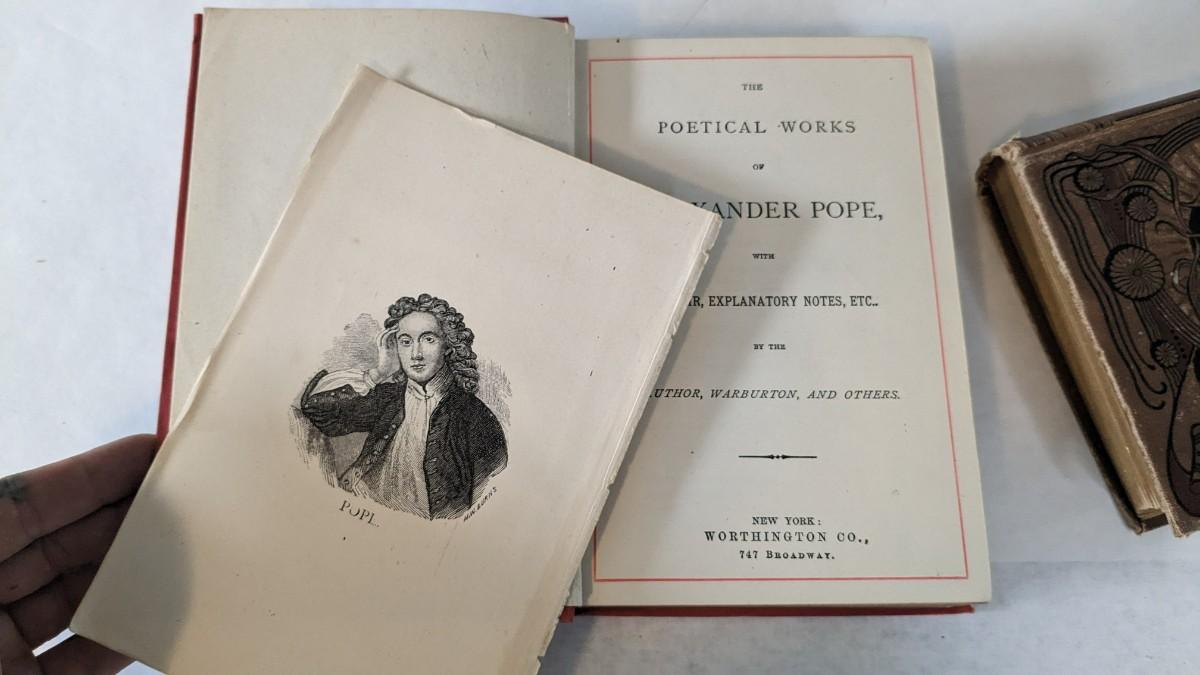 POPE.
H.W. BURNS
THE
POETICAL WORKS
OF
XANDER POPE,
WITH
R, EXPLANATORY NOTES, ETC.
BY THE
UTHOR, WARBURTON, AND OTHERS.
NEW YORK:
WORTHINGTON CO.,
747 BROADWAY.